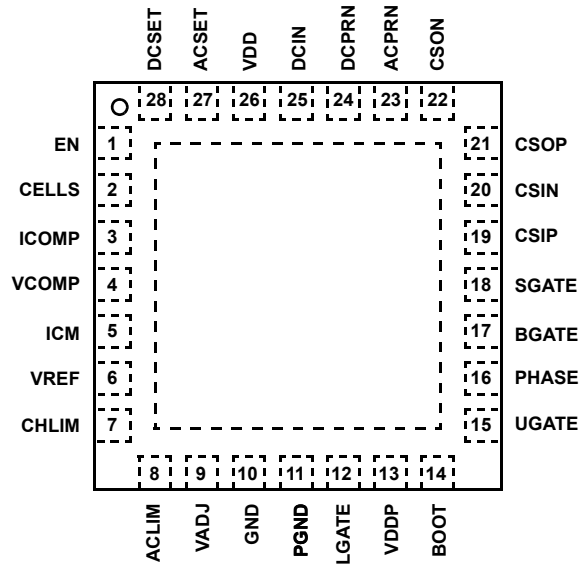 DCSET
ACSET
VDD
DCIN
DCPRN
ACPRN
CSON
28 27 26 25 24 23 22
EN 1
CELLS 2
ICOMP 3
VCOMP 4
ICM 5
VREF 6
CHLIM 7
21 CSOP
20 CSIN
19 CSIP
18 SGATE
17 BGATE
16 PHASE
15 UGATE
8 9 10 11 12 13 14
ACLIM
VADJ
GND
PGND
LGATE
VDDP
BOOT